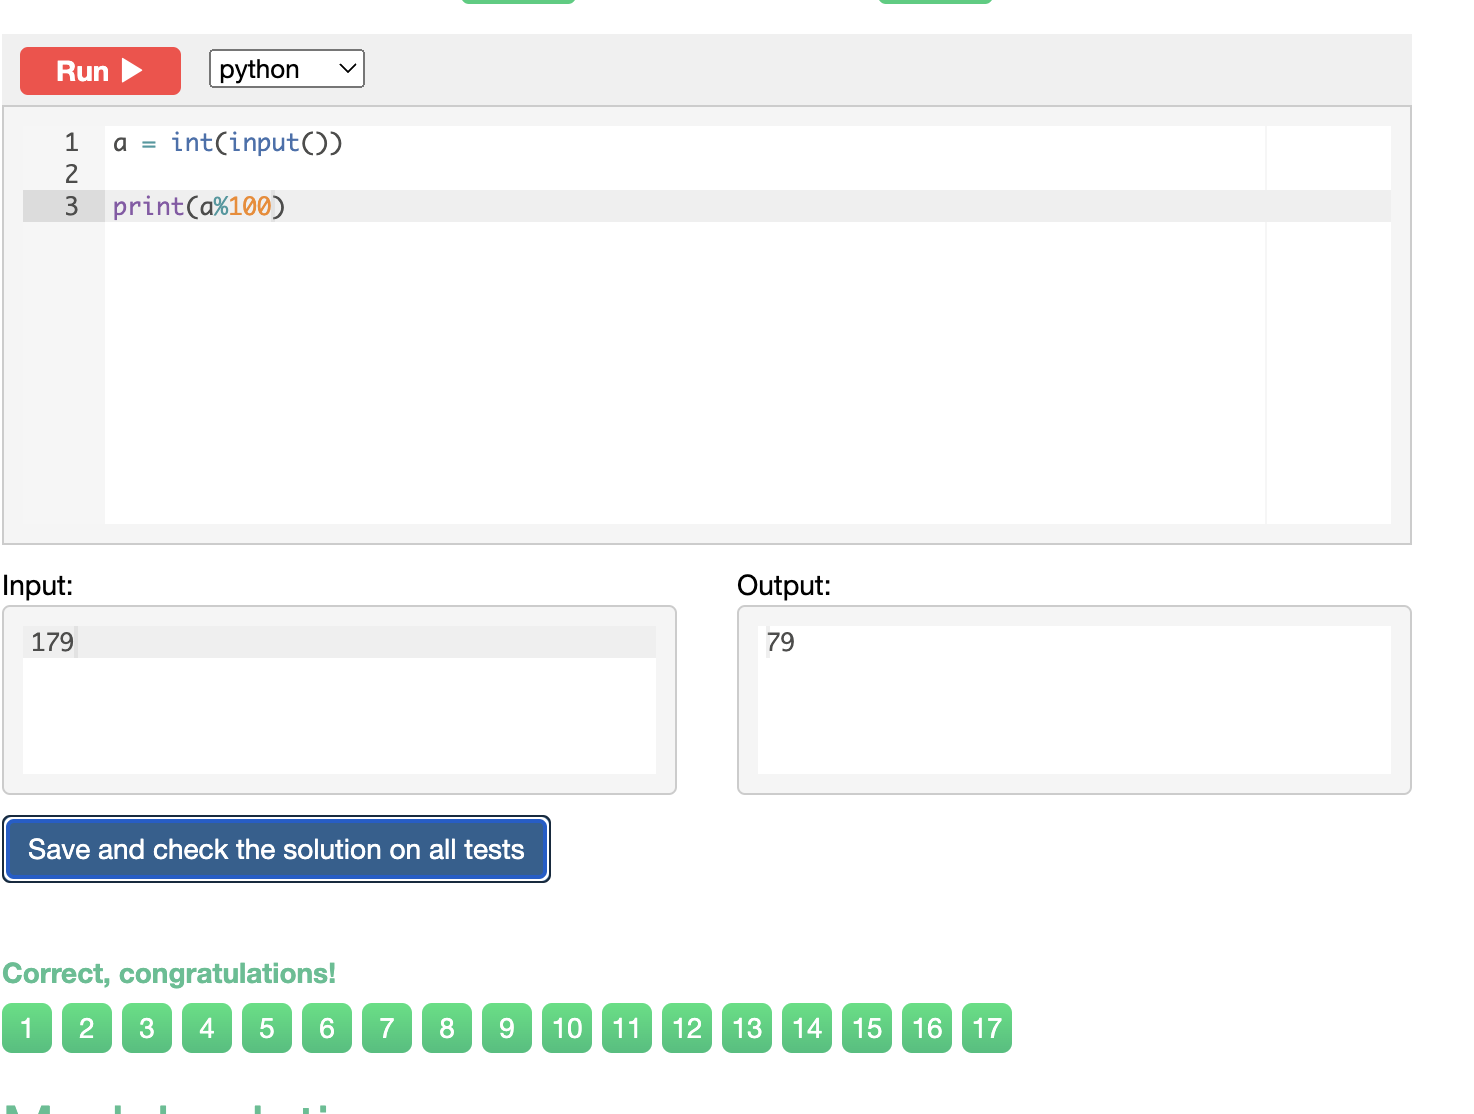 Run
python
1 a = int(input())
2
3 print(a%100)
Input:
Output:
179
79
Save and check the solution on all tests
Correct, congratulations!
1 2 3 4 5 6 7 8 9 10 11 12 13 14 15 16 17